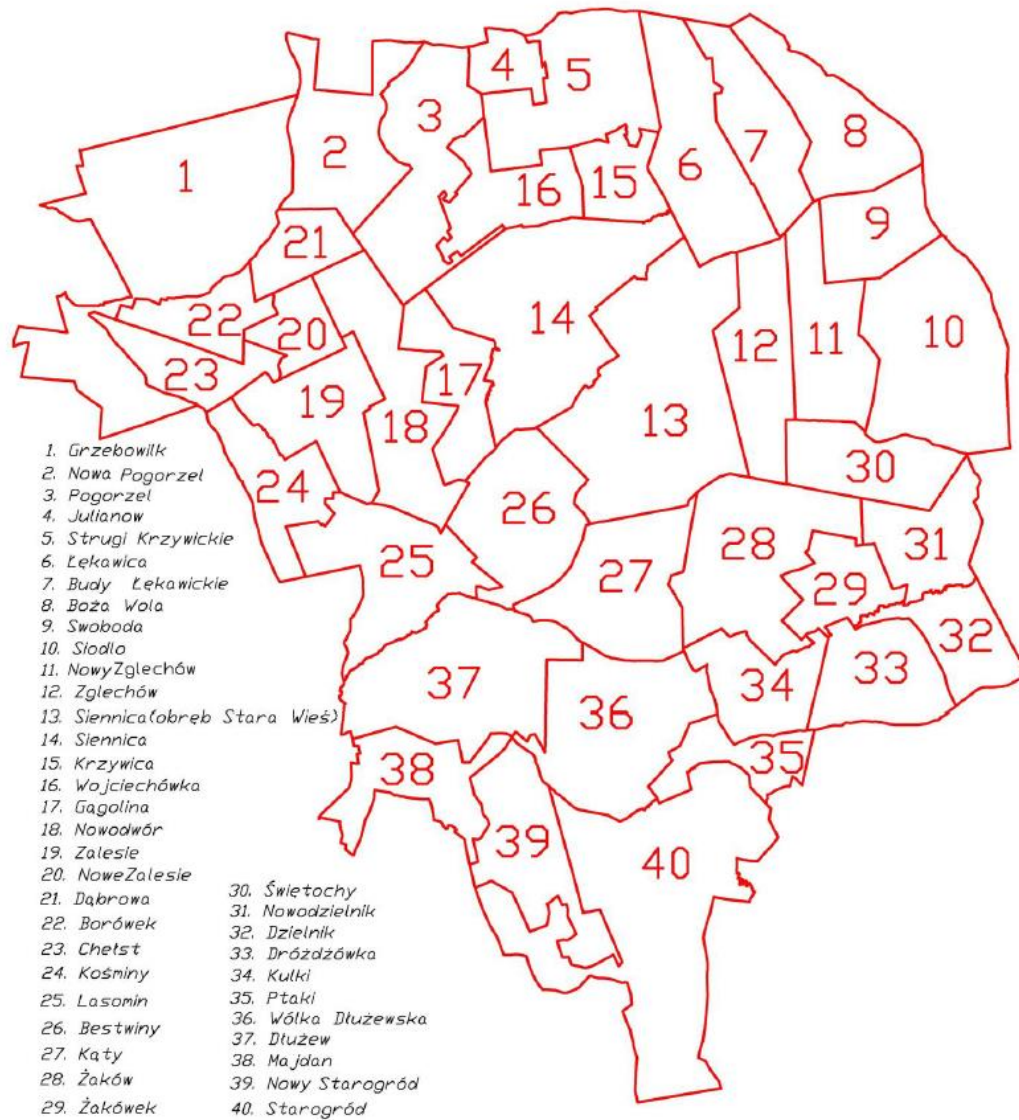 4
5
3
8
7
2
6
1
16
15
9
21
14
22
20
12
11
10
23
17
19
18
13
30
24
26
25
28
31
27
29
32
37
34
33
36
35
38
39
40
1. Grzebowilk
2. Nowa Pogorzel
3. Pogorzel
4. Julianow
5. Strugi Krzywickie
6. Łękawica
7. Budy Łękawickie
8. Boża Wola
9. Swoboda
10. Siodło
11. NowyZglechów
12. Zglechów
13. Siennica(obręb Stara Wieś)
14. Siennica
15. Krzywica
16. Wojciechówka
17. Gągolina
18. Nowodwór
19. Zalesie
20. NoweZalesie
21. Dąbrowa
22. Borówek
23. Chełst
24. Kośminy
25. Lasomin
26. Bestwiny
27. Kąty
28. Żaków
29. Żakówek
30. Świętochy
31. Nowodzielnik
32. Dzielnik
33. Dróżdżówka
34. Kulki
35. Ptaki
36. Wólka Dłużewska
37. Dłużew
38. Majdan
39. Nowy Starogród
40. Starogród